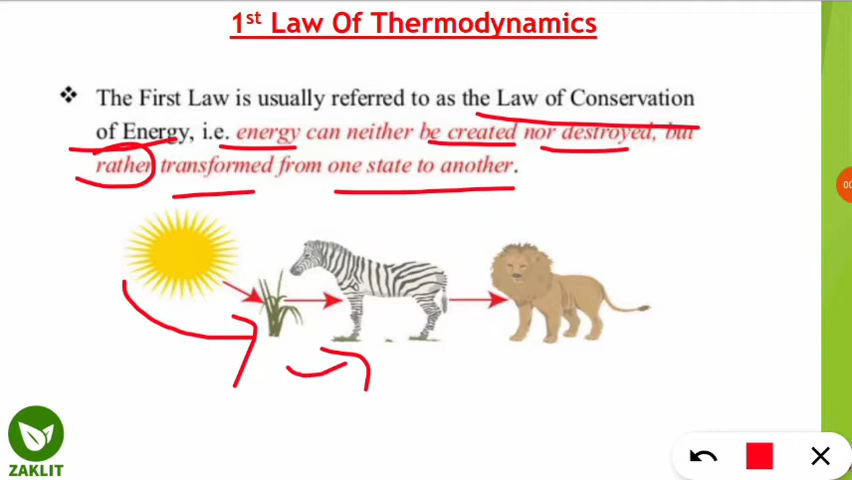 1st Law Of Thermodynamics
❖ The First Law is usually referred to as the Law of Conservation
of Energy, i.e. energy can neither be created nor destroyed, but
rather transformed from one state to another.
00
ZAKLIT